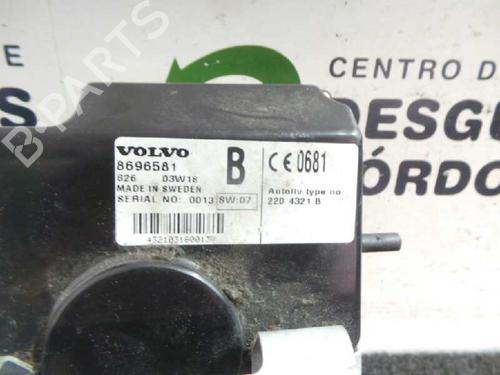 B-PARTS
CENTRO D
DESGU
ÓRDO
VOLVO
8696581
826 03W18
MADE IN SWEDEN
SERIAL NO: 0013 SW:07
B
CE 0681
Autoliv type no:
220 4321 B